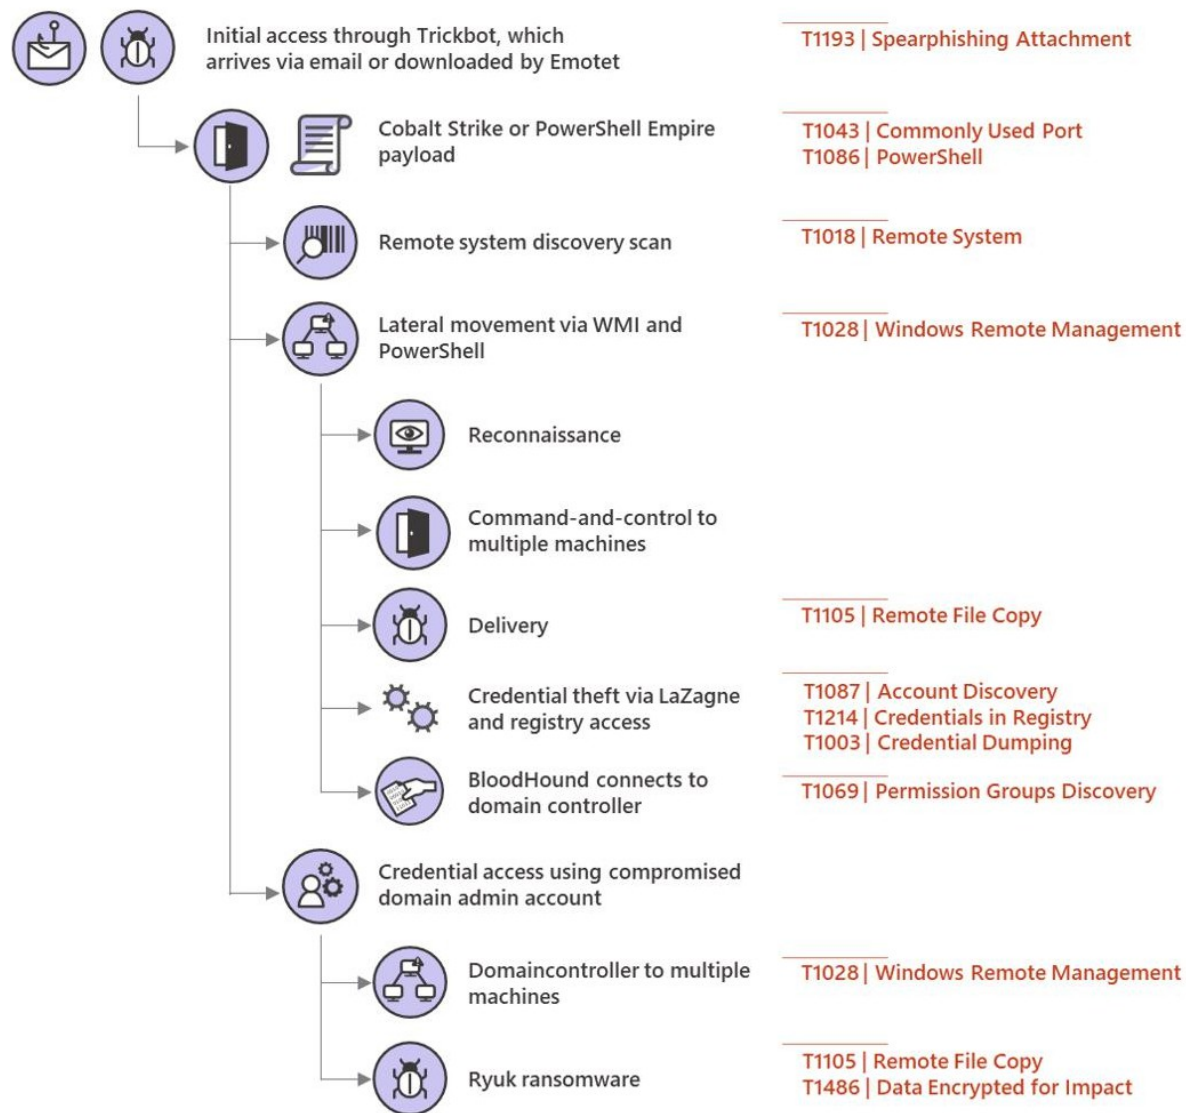 Initial access through Trickbot, which
arrives via email or downloaded by Emotet
T1193 | Spearphishing Attachment
Cobalt Strike or PowerShell Empire
payload
T1043 | Commonly Used Port
T1086 | PowerShell
Remote system discovery scan
T1018 | Remote System
Lateral movement via WMI and
PowerShell
T1028 | Windows Remote Management
Reconnaissance
Command-and-control to
multiple machines
Delivery
T1105 | Remote File Copy
Credential theft via LaZagne
and registry access
T1087 | Account Discovery
T1214 | Credentials in Registry
T1003 | Credential Dumping
BloodHound connects to
domain controller
T1069 | Permission Groups Discovery
Credential access using compromised
domain admin account
Domaincontroller to multiple
machines
T1028 | Windows Remote Management
Ryuk ransomware
T1105 | Remote File Copy
T1486 | Data Encrypted for Impact